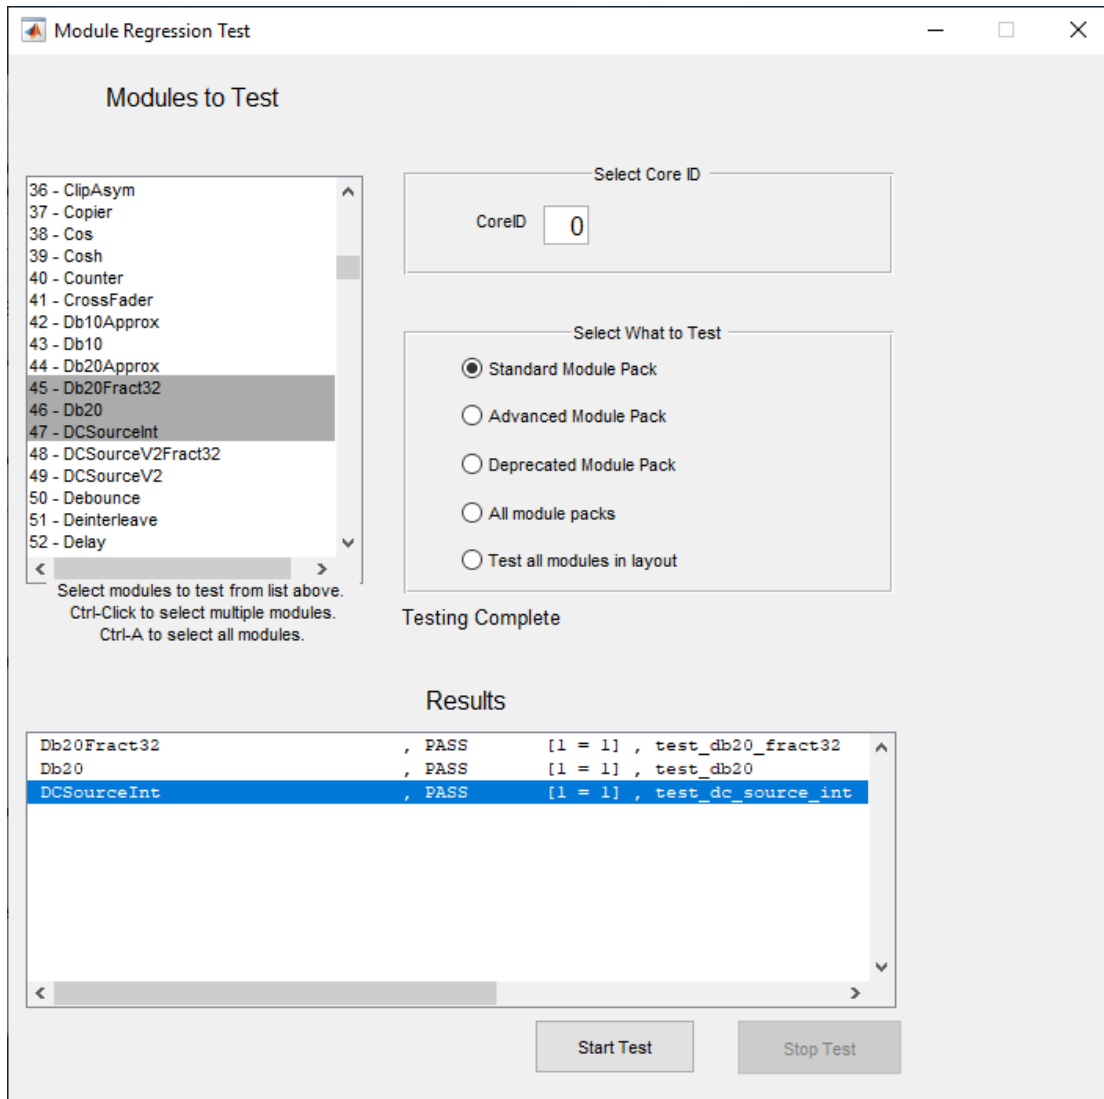 Module Regression Test
Modules to Test
36 - ClipAsym
37 - Copier
38 - Cos
39 - Cosh
40 - Counter
41 - CrossFader
42 - Db10Approx
43 - Db10
44 - Db20Approx
45 - Db20Fract32
46 - Db20
47 - DCSourceInt
48 - DCSourceV2Fract32
49 - DCSourceV2
50 - Debounce
51 - Deinterleave
52 - Delay
Select modules to test from list above.
Ctrl-Click to select multiple modules.
Ctrl-A to select all modules.
Select Core ID
CoreID 0
Select What to Test
Standard Module Pack
Advanced Module Pack
Deprecated Module Pack
All module packs
Test all modules in layout
Testing Complete
Results
Db20Fract32 , PASS [1 = 1] , test_db20_fract32
Db20 , PASS [1 = 1] , test_db20
DCSourceInt , PASS [1 = 1] , test_dc_source_int
Start Test
Stop Test